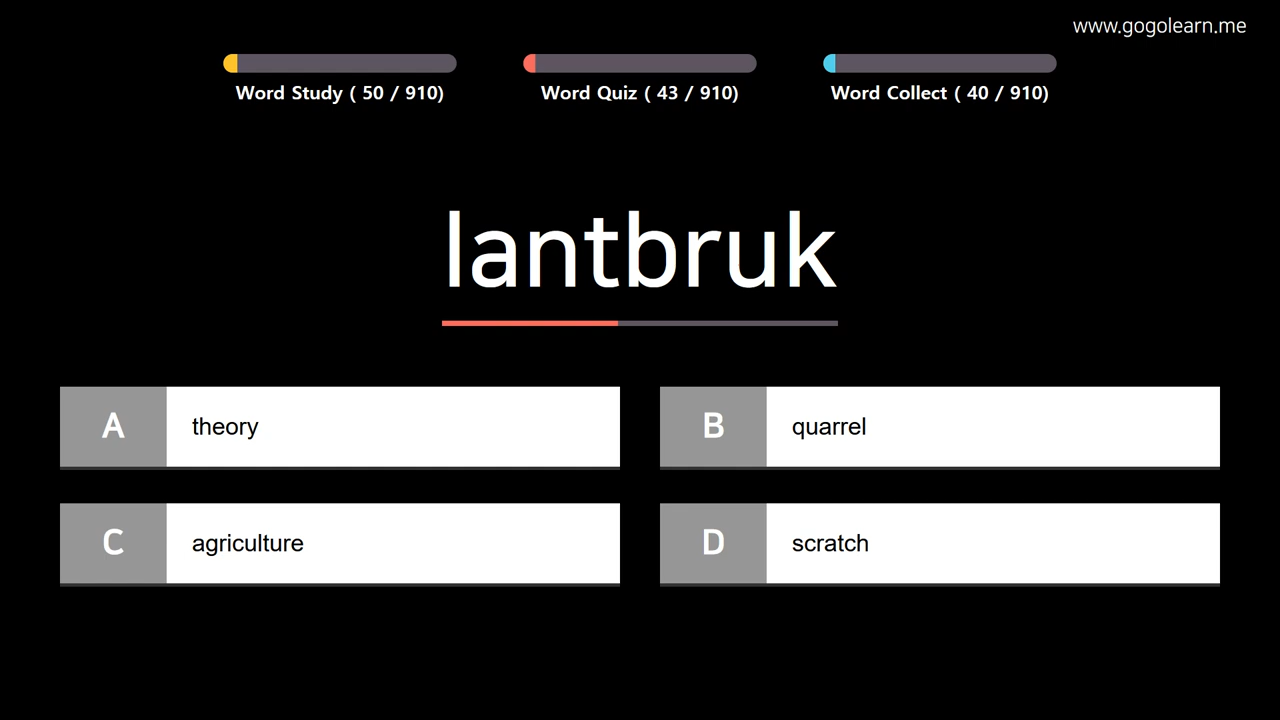 www.gogolearn.me
Word Study ( 50 / 910)
Word Quiz ( 43 / 910)
Word Collect ( 40 / 910)
lantbruk
A theory
B quarrel
C agriculture
D scratch